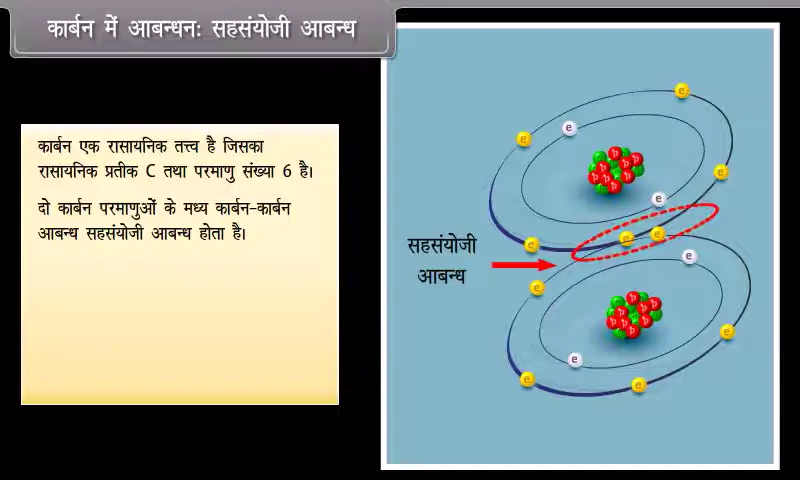 कार्बन में आबन्धनः सहसंयोजी आबन्ध
कार्बन एक रासायनिक तत्त्व है जिसका
रासायनिक प्रतीक C तथा परमाणु संख्या 6 है।
दो कार्बन परमाणुओं के मध्य कार्बन-कार्बन
आबन्ध सहसंयोजी आबन्ध होता है।
e
e
e
p
p
p
p
p
p
p
e
e
e
e
e
सहसंयोजी
आबन्ध
e
e
p
p
p
p
p
p
e
e
e
e